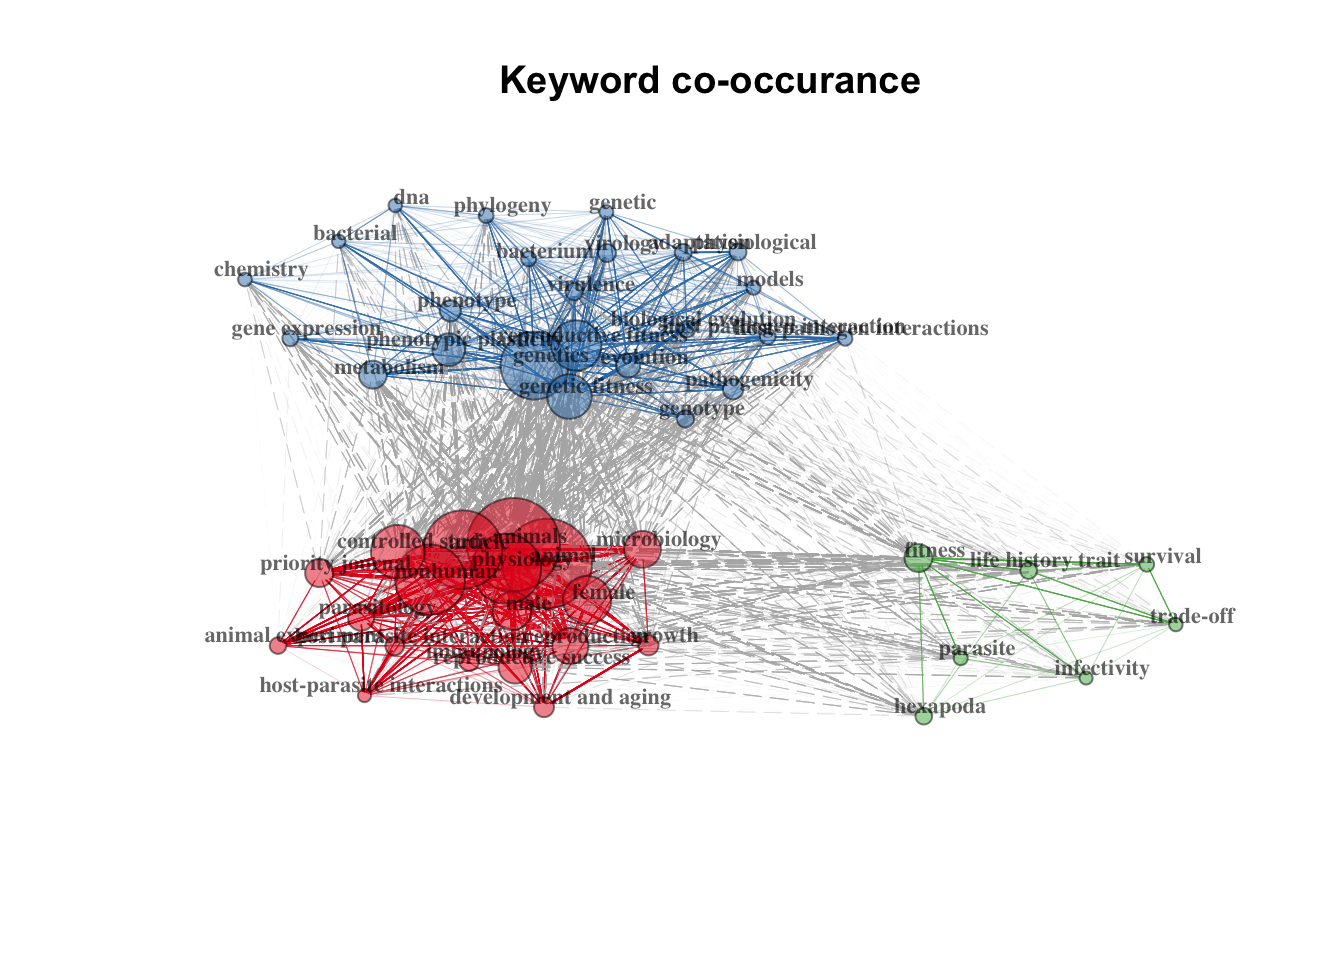 Keyword co-occurance
dna
phylogeny
genetic
bacterial
bacterium
virology
adaptation
physiological
chemistry
virulence
models
phenotype
biological evolution
gene expression
host pathogen interaction
host-pathogen interactions
phenotypic plasticity
reproductive fitness
genetics
evolution
metabolism
genetic fitness
pathogenicity
genotype
controlled study
article
animals
microbiology
priority journal
nonhuman
physiology
animal
fitness
life history trait
survival
parasitology
male
female
trade-off
animal experiment
host parasite interaction
reproduction
growth
immunology
reproductive success
parasite
infectivity
host-parasite interactions
development and aging
hexapoda